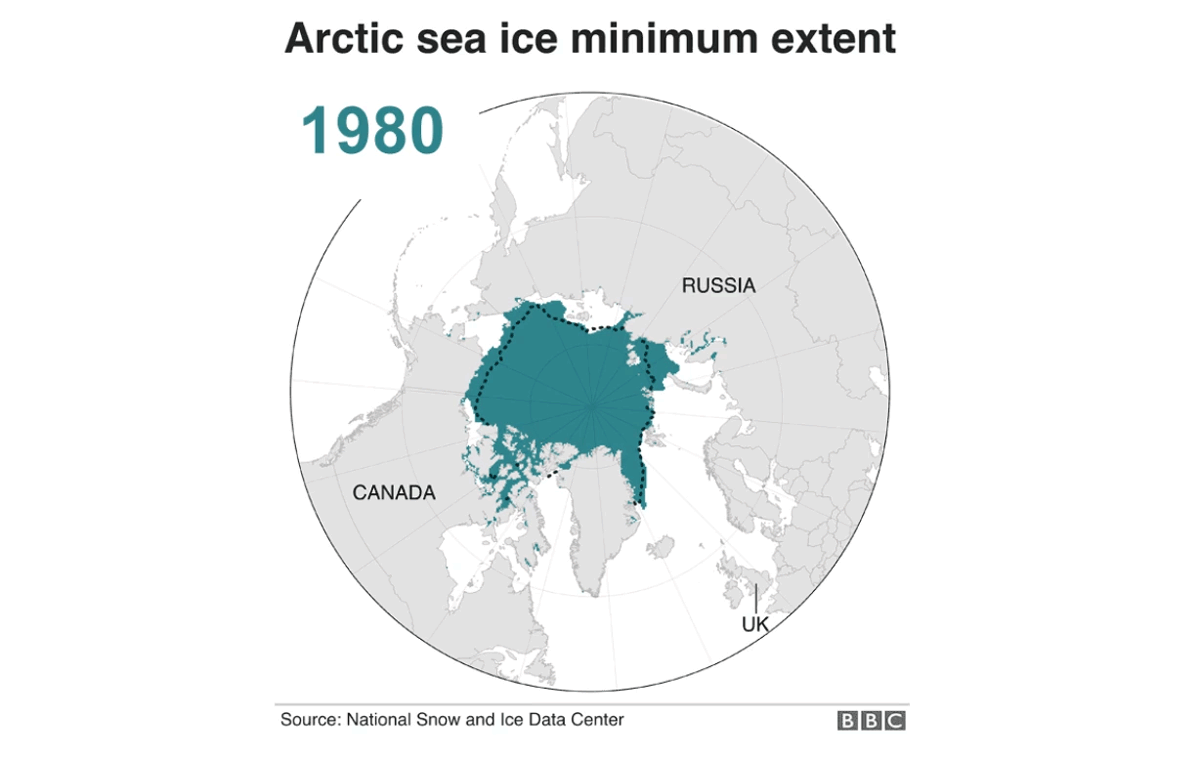 Arctic sea ice minimum extent
1980
RUSSIA
CANADA
UK
Source: National Snow and Ice Data Center
BBC